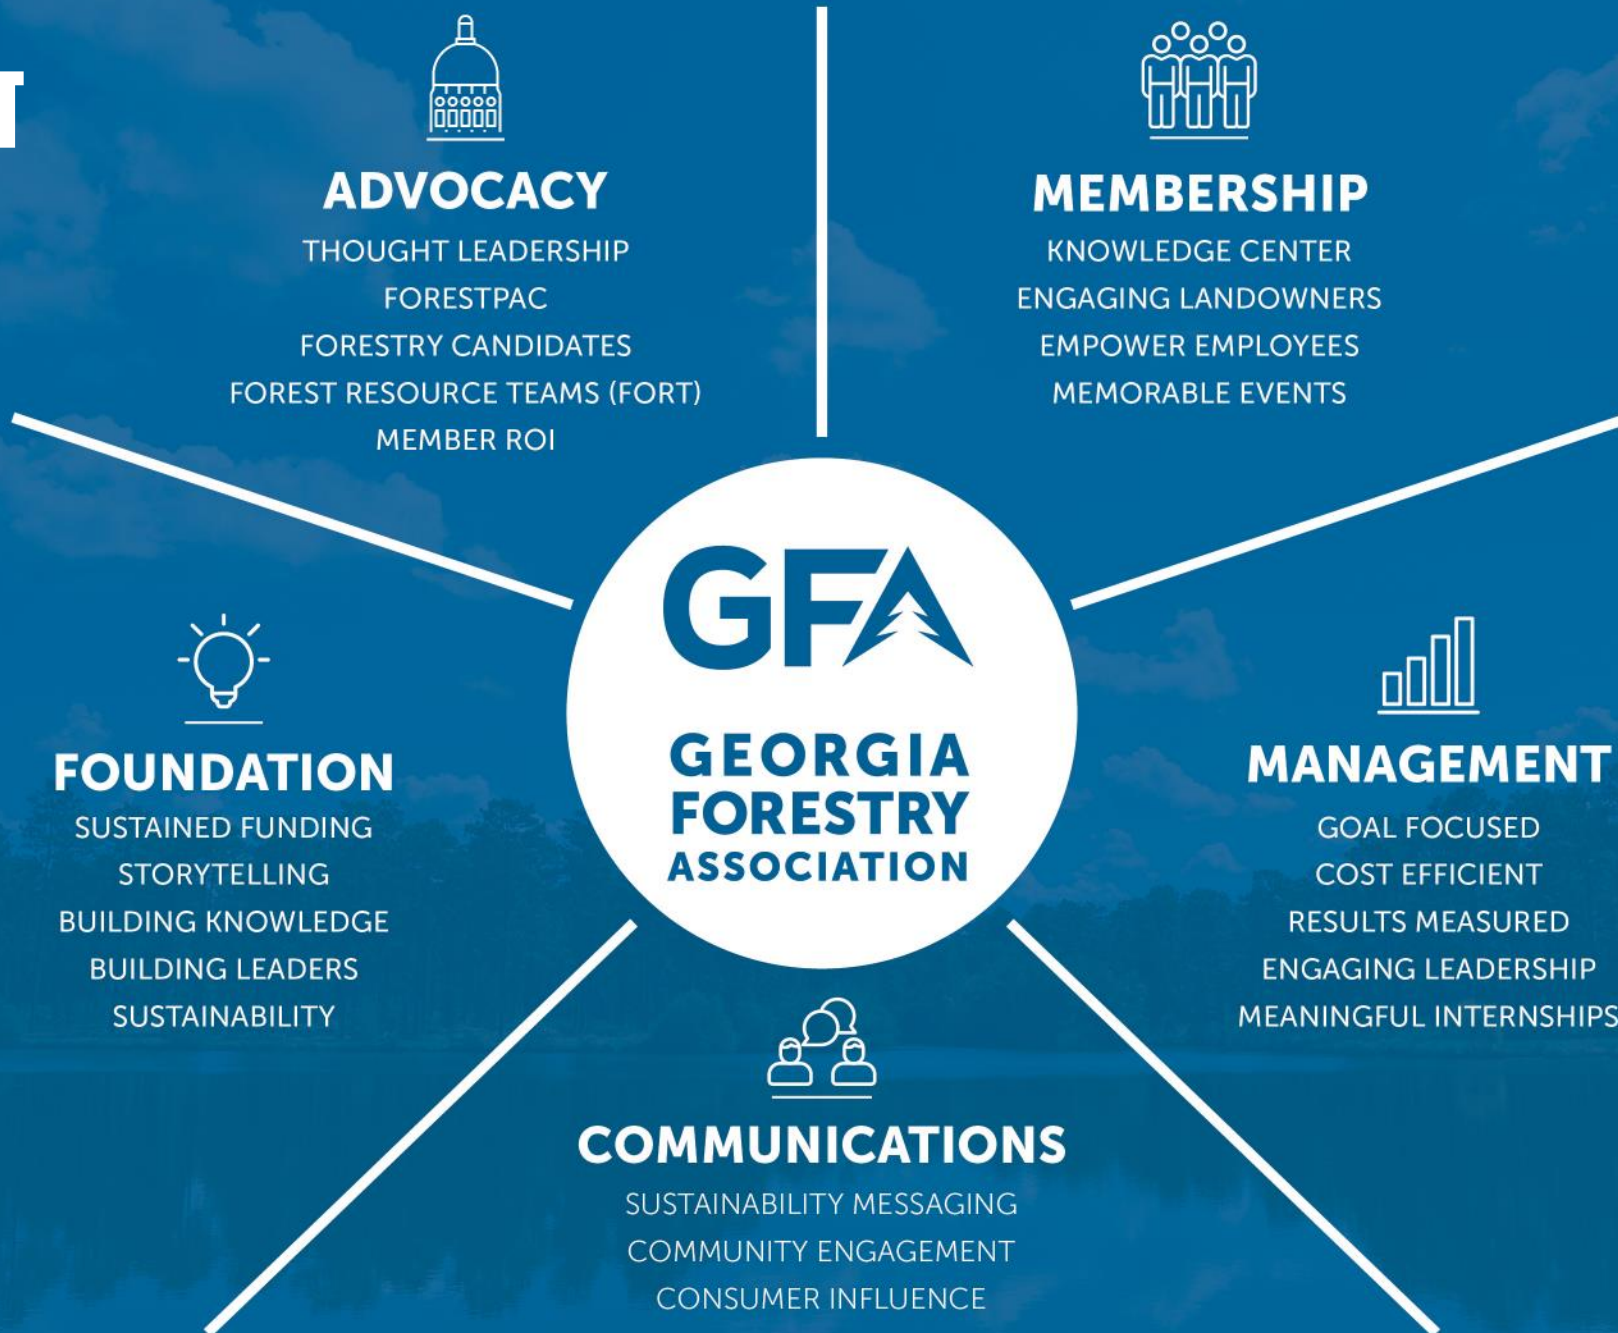 T
ADVOCACY
THOUGHT LEADERSHIP
FORESTPAC
FORESTRY CANDIDATES
FOREST RESOURCE TEAMS (FORT)
MEMBER ROI
MEMBERSHIP
KNOWLEDGE CENTER
ENGAGING LANDOWNERS
EMPOWER EMPLOYEES
MEMORABLE EVENTS
GFA
GEORGIA
FORESTRY
ASSOCIATION
FOUNDATION
SUSTAINED FUNDING
STORYTELLING
BUILDING KNOWLEDGE
BUILDING LEADERS
SUSTAINABILITY
MANAGEMENT
GOAL FOCUSED
COST EFFICIENT
RESULTS MEASURED
ENGAGING LEADERSHIP
MEANINGFUL INTERNSHIPS
COMMUNICATIONS
SUSTAINABILITY MESSAGING
COMMUNITY ENGAGEMENT
CONSUMER INFLUENCE